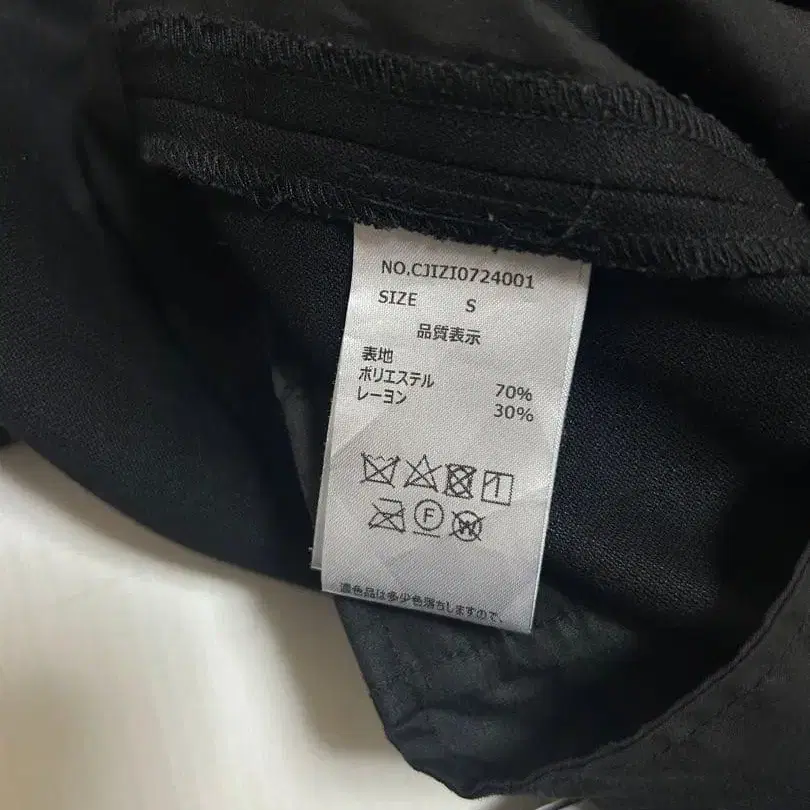 NO.CJIZI0724001
SIZE S
品質表示
表地
ポリエステル 70%
レーヨン 30%
F
W
濃色品は多少色落ちしますので、